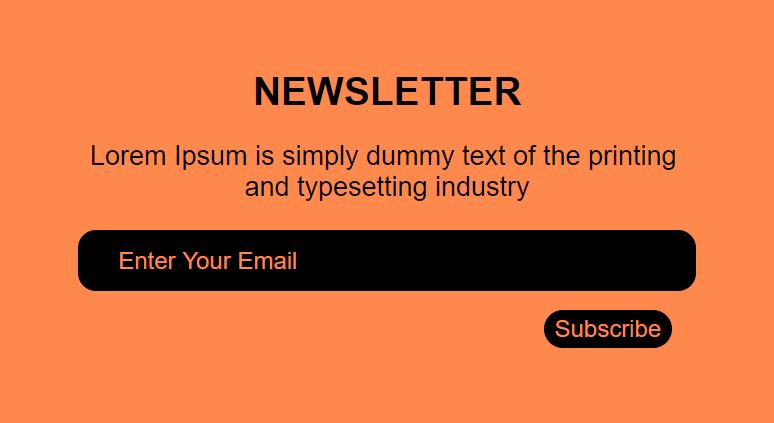 NEWSLETTER
Lorem Ipsum is simply dummy text of the printing
and typesetting industry
Enter Your Email
Subscribe